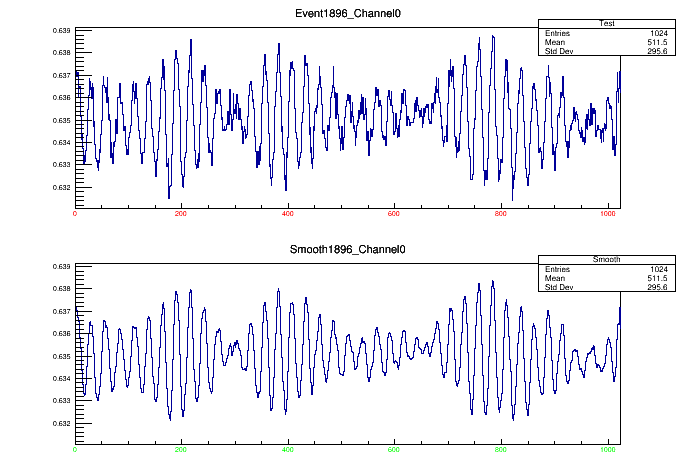 Event1896_Channel0
Test
Entries 1024
Mean 511.5
Std Dev 295.6
0.639
0.638
0.637
0.636
0.635
0.634
0.633
0.632
0 200 400 600 800 1000
Smooth1896_Channel0
Smooth
Entries 1024
Mean 511.5
Std Dev 295.6
0.639
0.638
0.637
0.636
0.635
0.634
0.633
0.632
0 200 400 600 800 1000